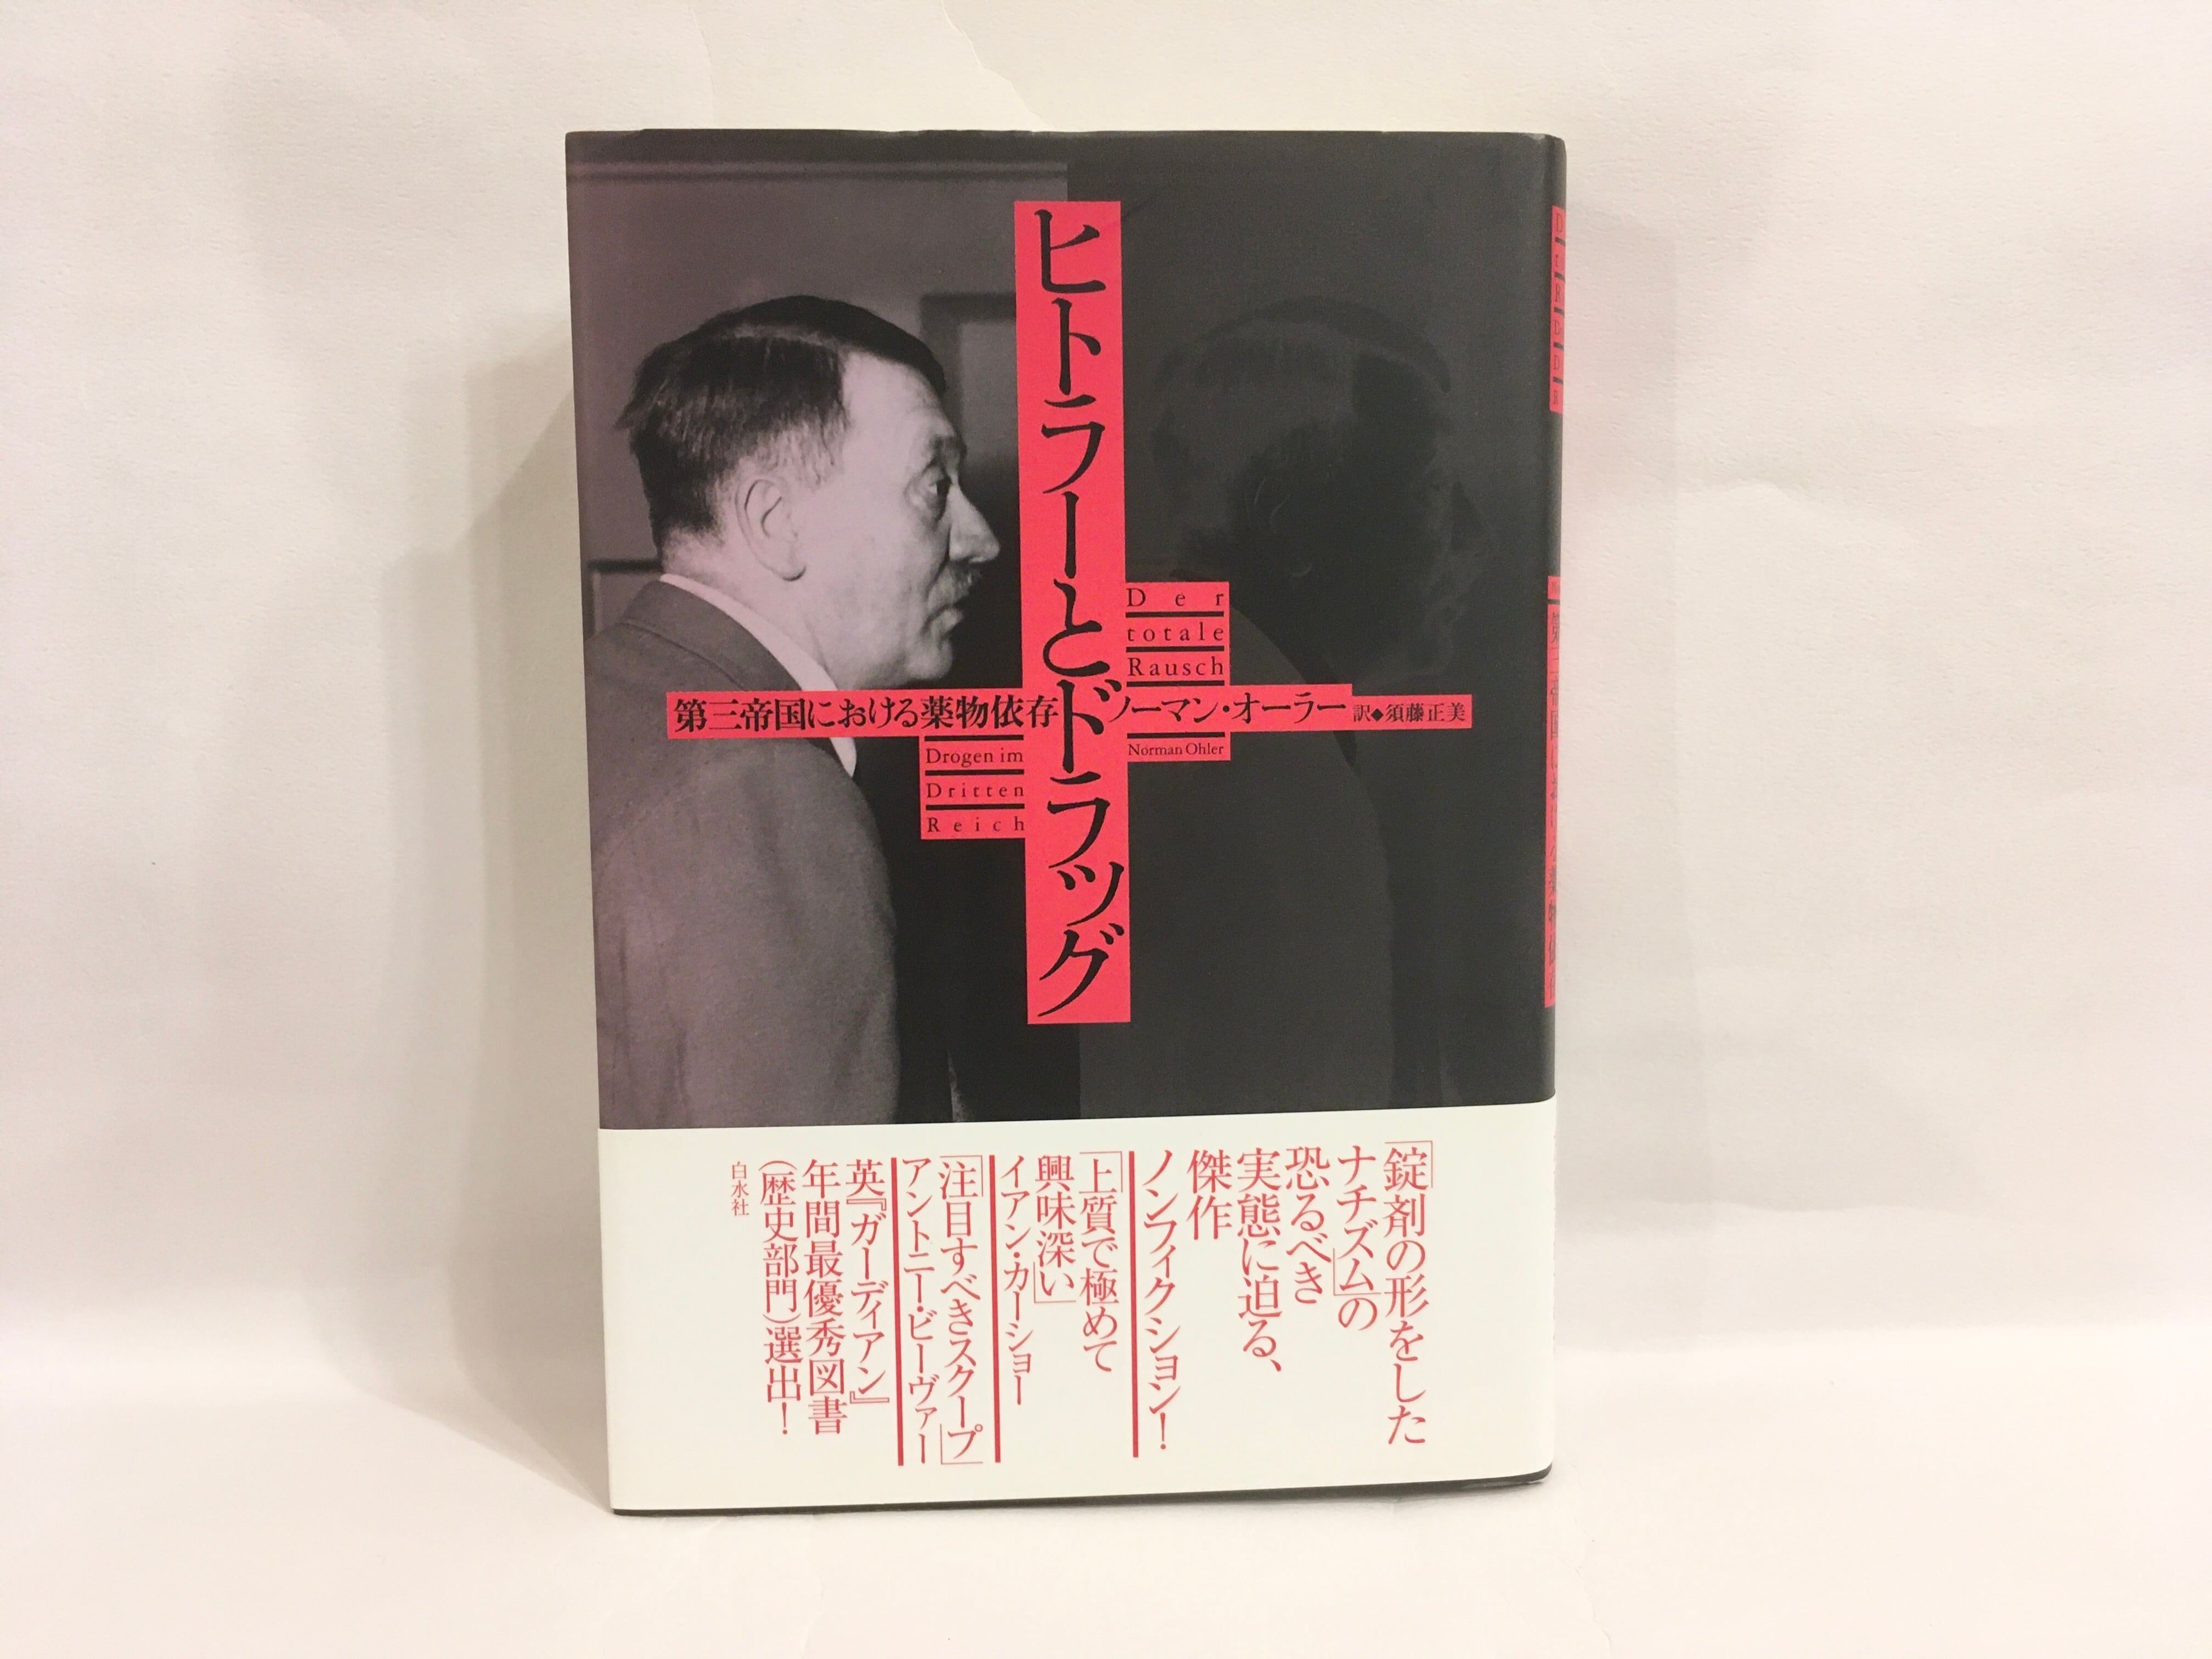 ヒトラーとドラッグ
Der
totale
Rausch
第三帝国における薬物依存
ノーマン・オーラー
訳◆須藤正美
Norman Ohler
Drogen im
Dritten
Reich
「錠剤の形をした
ナチズム」の
恐るべき
実態に迫る、
傑作
ノンフィクション！
「上質で極めて
興味深い」
イアン・カーショー
「注目すべきスクープ」
アントニー・ビーヴァー
英『ガーディアン』
年間最優秀図書
（歴史部門）選出！
白水社